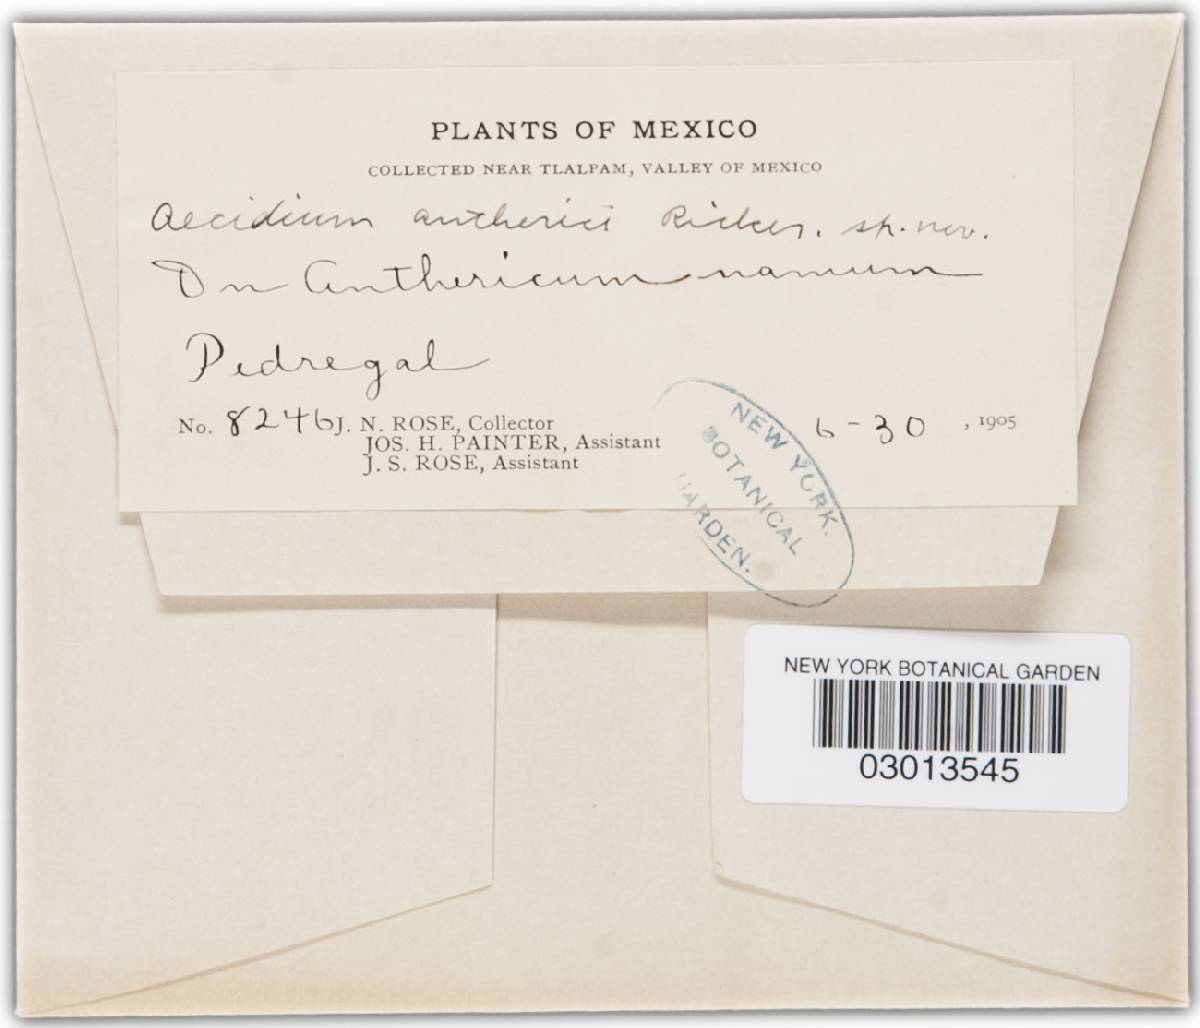 PLANTS OF MEXICO
COLLECTED NEAR TLALPAM, VALLEY OF MEXICO
Aecidium antherici Ricker. sp. nov.
On Anthericum nanum
Pedregal
No. 8246 J. N. ROSE, Collector 6-30, 1905
JOS. H. PAINTER, Assistant
J. S. ROSE, Assistant
NEW YORK
BOTANICAL
GARDEN.
NEW YORK BOTANICAL GARDEN
03013545